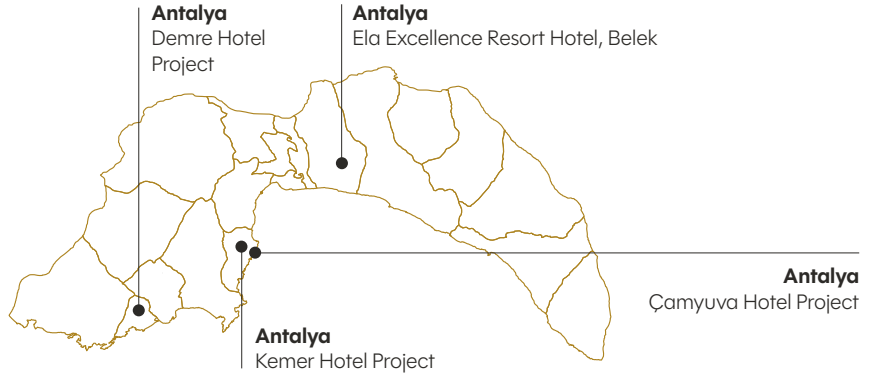 Antalya
Demre Hotel
Project
Antalya
Ela Excellence Resort Hotel, Belek
Antalya
Çamyuva Hotel Project
Antalya
Kemer Hotel Project